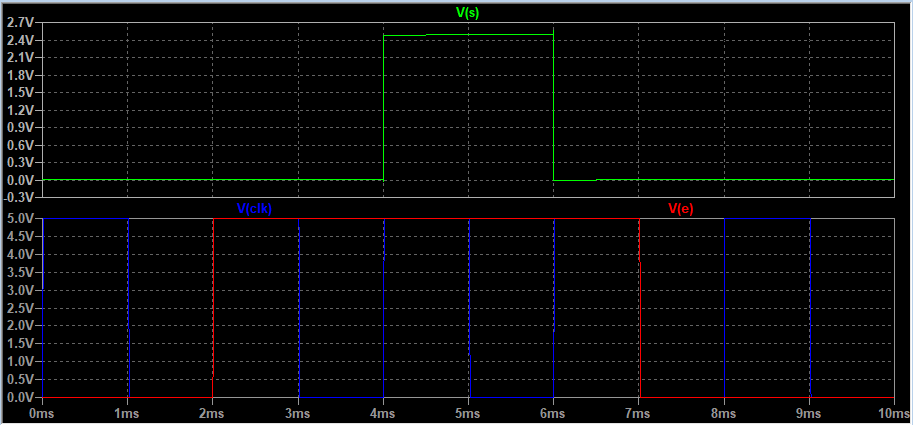 V(s)
2.7V
2.4V
2.1V
1.8V
1.5V
1.2V
0.9V
0.6V
0.3V
0.0V
-0.3V
V(clk) V(e)
5.0V
4.5V
4.0V
3.5V
3.0V
2.5V
2.0V
1.5V
1.0V
0.5V
0.0V
0ms 1ms 2ms 3ms 4ms 5ms 6ms 7ms 8ms 9ms 10ms